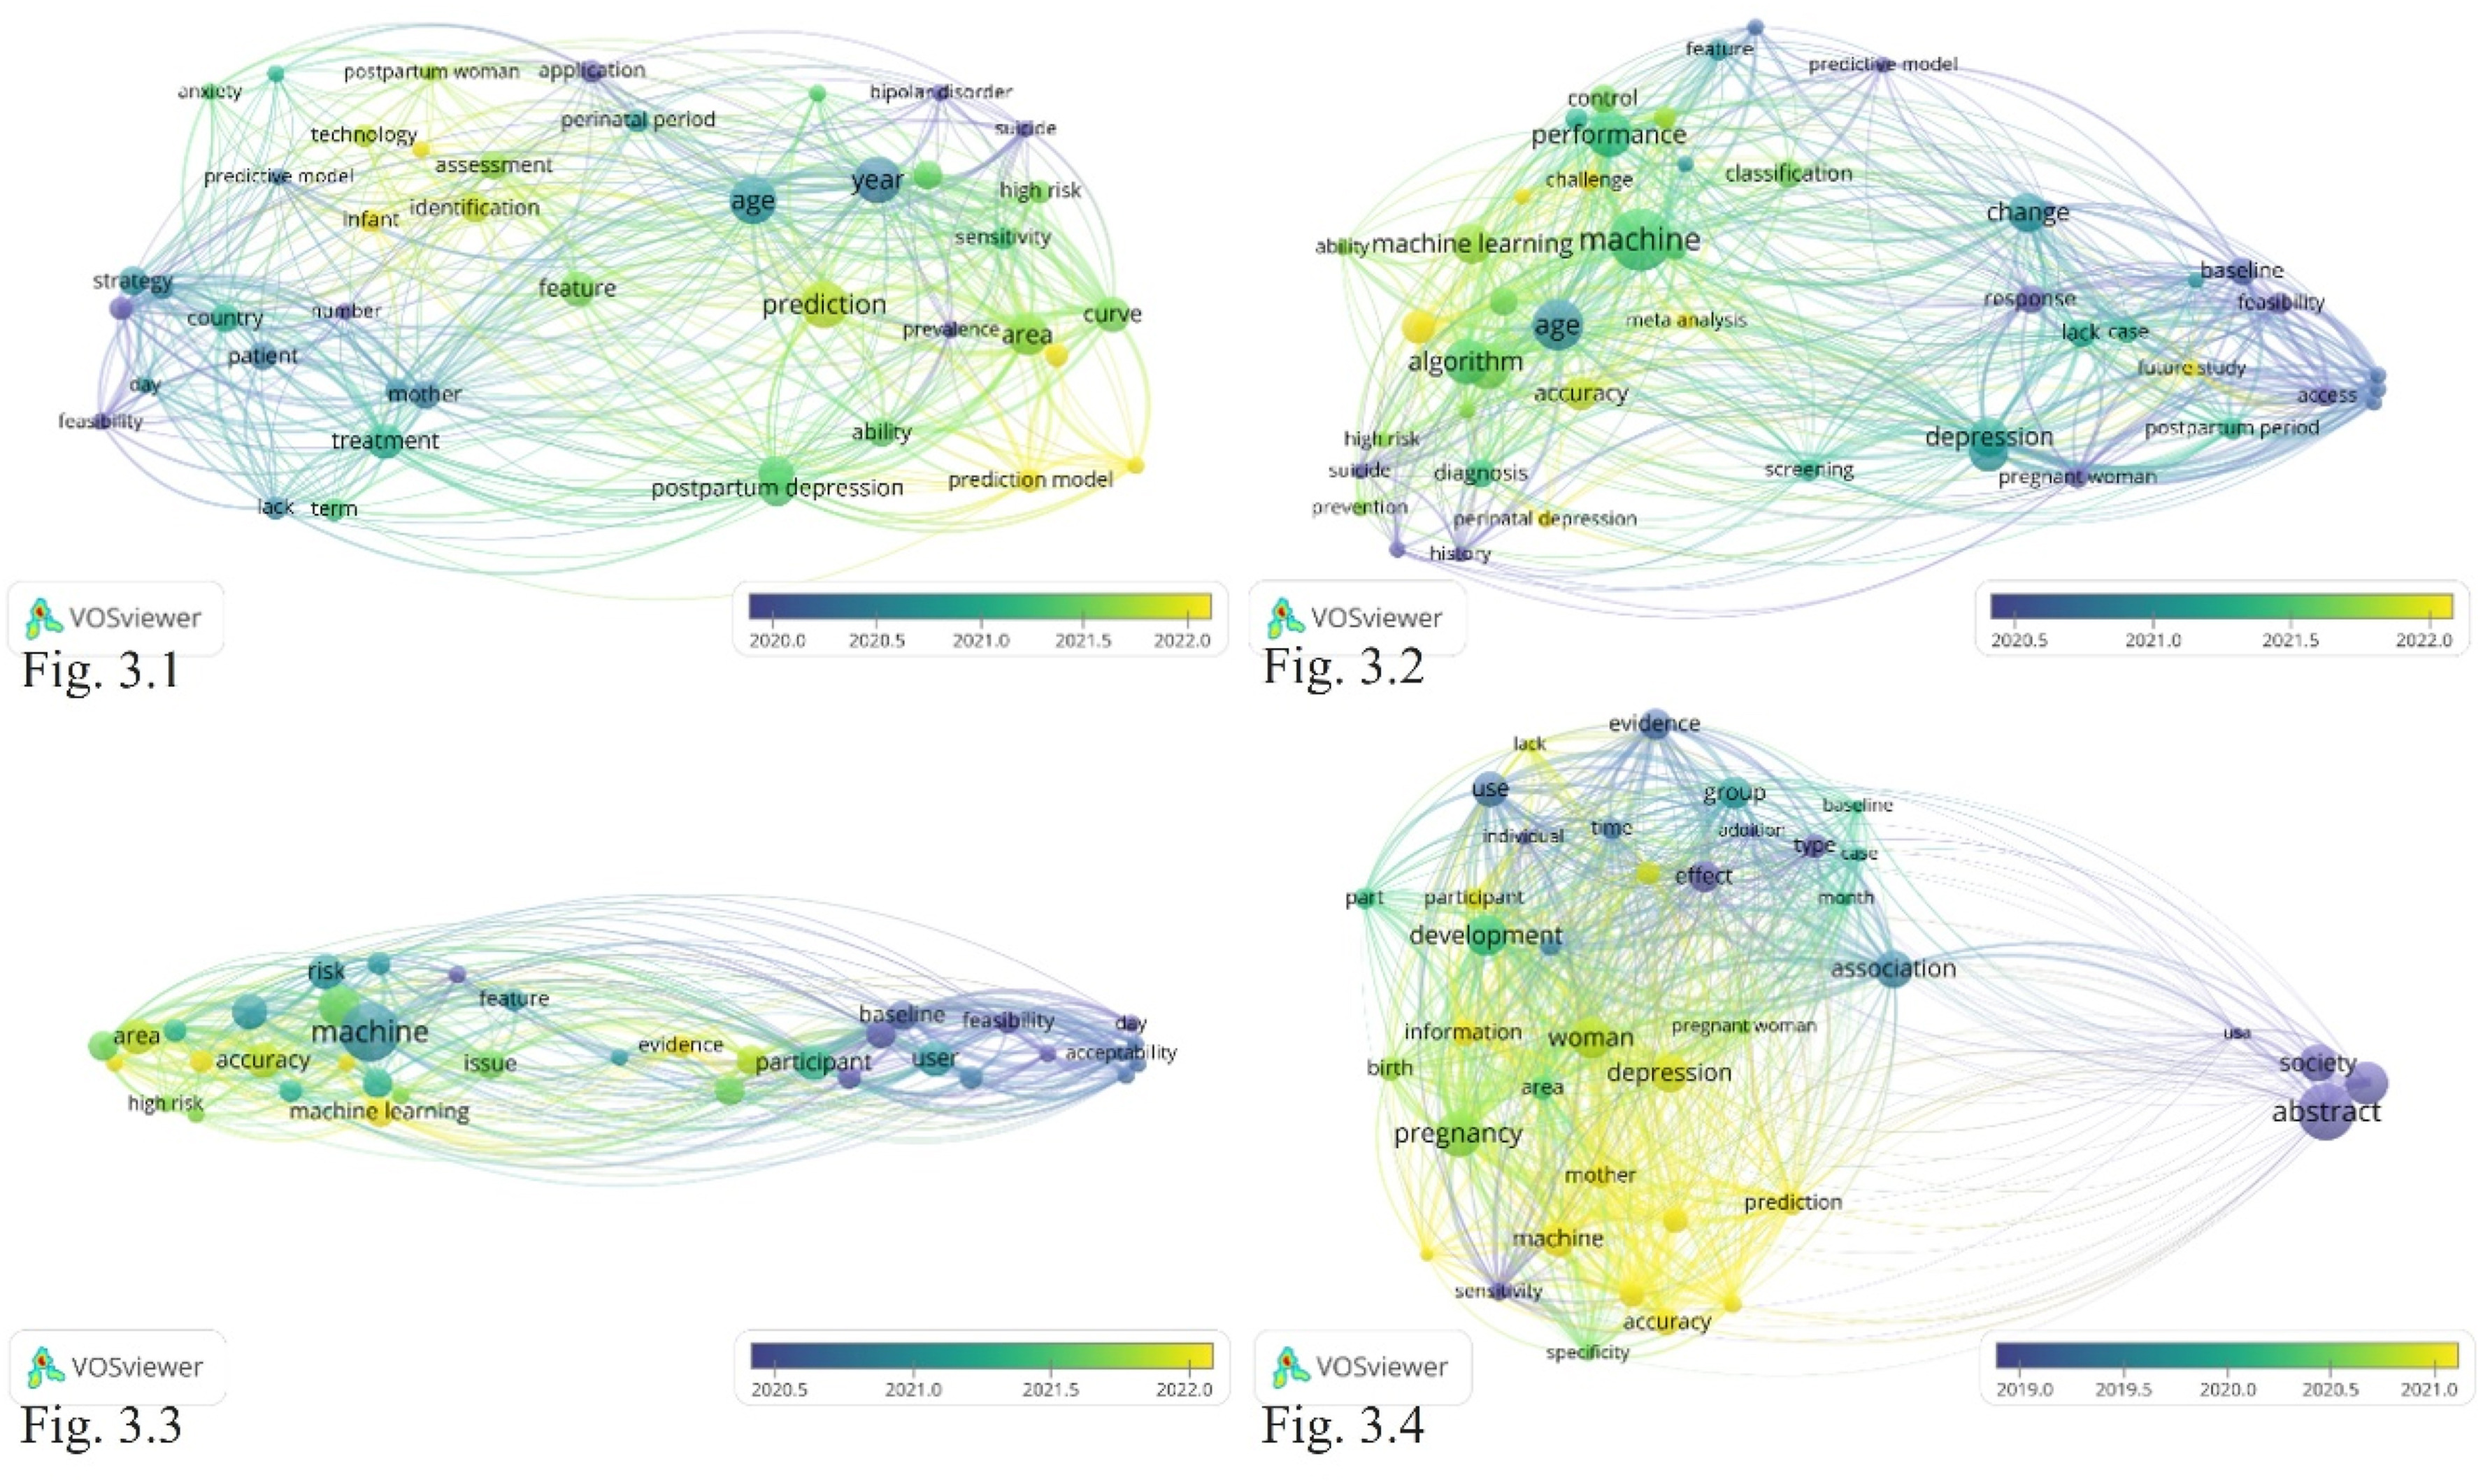 anxiety
postpartum woman
application
bipolar disorder
technology
perinatal period
suicide
assessment
predictive model
year
high risk
infant
identification
age
sensitivity
strategy
feature
country
number
prediction
prevalence
area
curve
patient
day
mother
feasibility
treatment
ability
postpartum depression
prediction model
lack
term
VOSviewer
2020.0
2020.5
2021.0
2021.5
2022.0
Fig. 3.1
feature
predictive model
control
performance
challenge
classification
change
ability
machine learning
machine
baseline
response
feasibility
age
meta analysis
lack
case
algorithm
future study
accuracy
access
high risk
depression
postpartum period
suicide
diagnosis
screening
pregnant woman
prevention
perinatal depression
history
VOSviewer
2020.5
2021.0
2021.5
2022.0
Fig. 3.2
risk
feature
machine
baseline
feasibility
day
area
accuracy
issue
evidence
participant
user
acceptability
high risk
machine learning
VOSviewer
2020.5
2021.0
2021.5
2022.0
Fig. 3.3
evidence
lack
use
group
baseline
individual
time
addition
type
case
effect
part
participant
month
development
association
information
woman
pregnant woman
usa
birth
area
depression
society
abstract
pregnancy
mother
prediction
machine
sensitivity
accuracy
specificity
VOSviewer
2019.0
2019.5
2020.0
2020.5
2021.0
Fig. 3.4